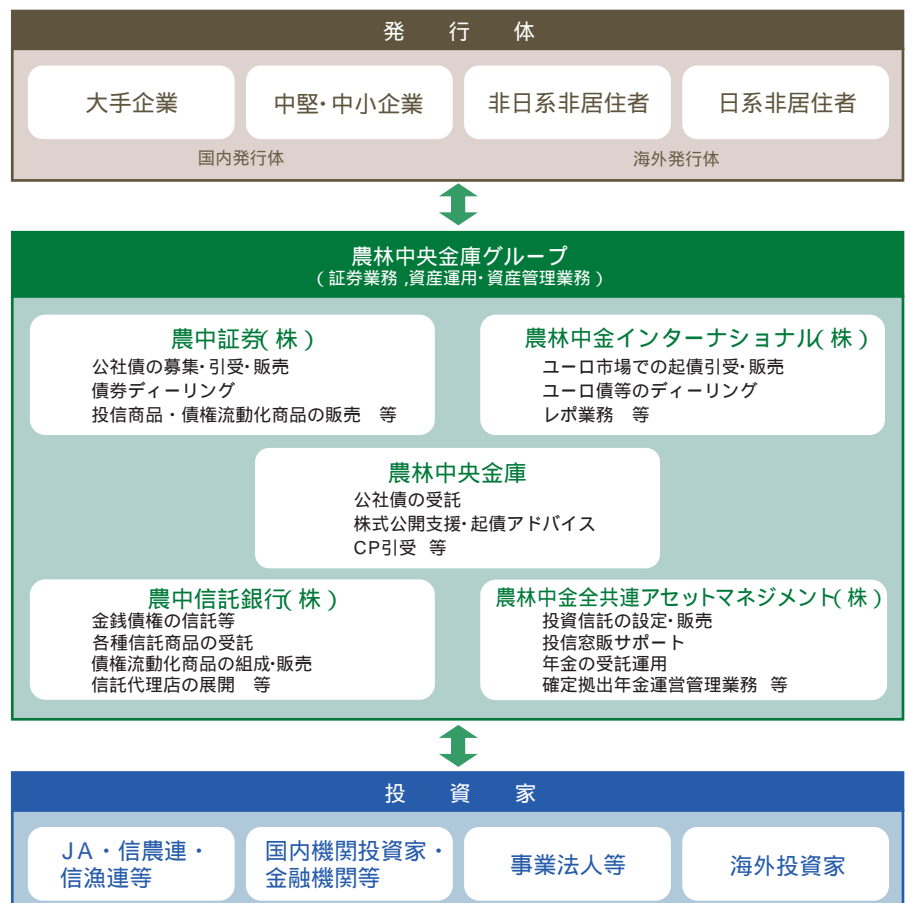 発行体
大手企業
中堅・中小企業
非日系非居住者
日系非居住者
国内発行体
海外発行体
農林中央金庫グループ
(証券業務,資産運用・資産管理業務)
農中証券(株)
公社債の募集・引受・販売
債券ディーリング
投信商品・債権流動化商品の販売 等
農林中金インターナショナル(株)
ユーロ市場での起債引受・販売
ユーロ債等のディーリング
レポ業務 等
農林中央金庫
公社債の受託
株式公開支援・起債アドバイス
CP引受 等
農中信託銀行(株)
金銭債権の信託等
各種信託商品の受託
債権流動化商品の組成・販売
信託代理店の展開 等
農林中金全共連アセットマネジメント(株)
投資信託の設定・販売
投信窓販サポート
年金の受託運用
確定拠出年金運営管理業務 等
投資家
JA・信農連・
信漁連等
国内機関投資家・
金融機関等
事業法人等
海外投資家